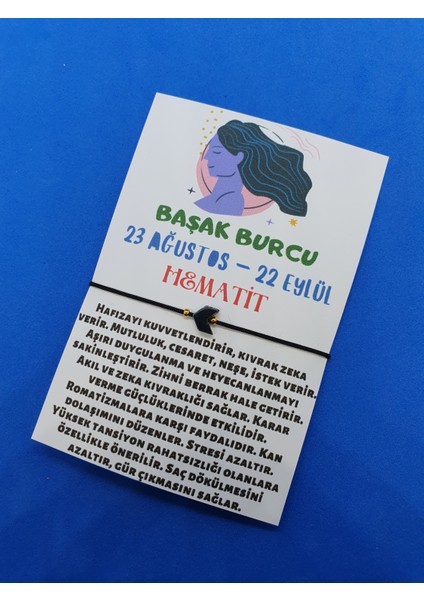 BAŞAK BURCU
23 AĞUSTOS – 22 EYLÜL
HEMATİT
HAFIZAYI KUVVETLENDİRİR, KIVRAK ZEKA
VERİR. MUTLULUK, CESARET, NEŞE, İSTEK VERİR.
AŞIRI DUYGULANMA VE HEYECANLANMAYI
SAKİNLEŞTİRİR. ZİHNİ BERRAK HALE GETİRİR.
AKIL VE ZEKA KIVRAKLIĞI SAĞLAR. KARAR
VERME GÜÇLÜKLERİNDE ETKİLİDİR.
ROMATİZMALARA KARŞI FAYDALIDIR. KAN
DOLAŞIMINI DÜZENLER. STRESİ AZALTIR.
YÜKSEK TANSİYON RAHATSIZLIĞI OLANLARA
ÖZELLİKLE ÖNERİLİR. SAÇ DÖKÜLMESİNİ
AZALTIR, GÜR ÇIKMASINI SAĞLAR.